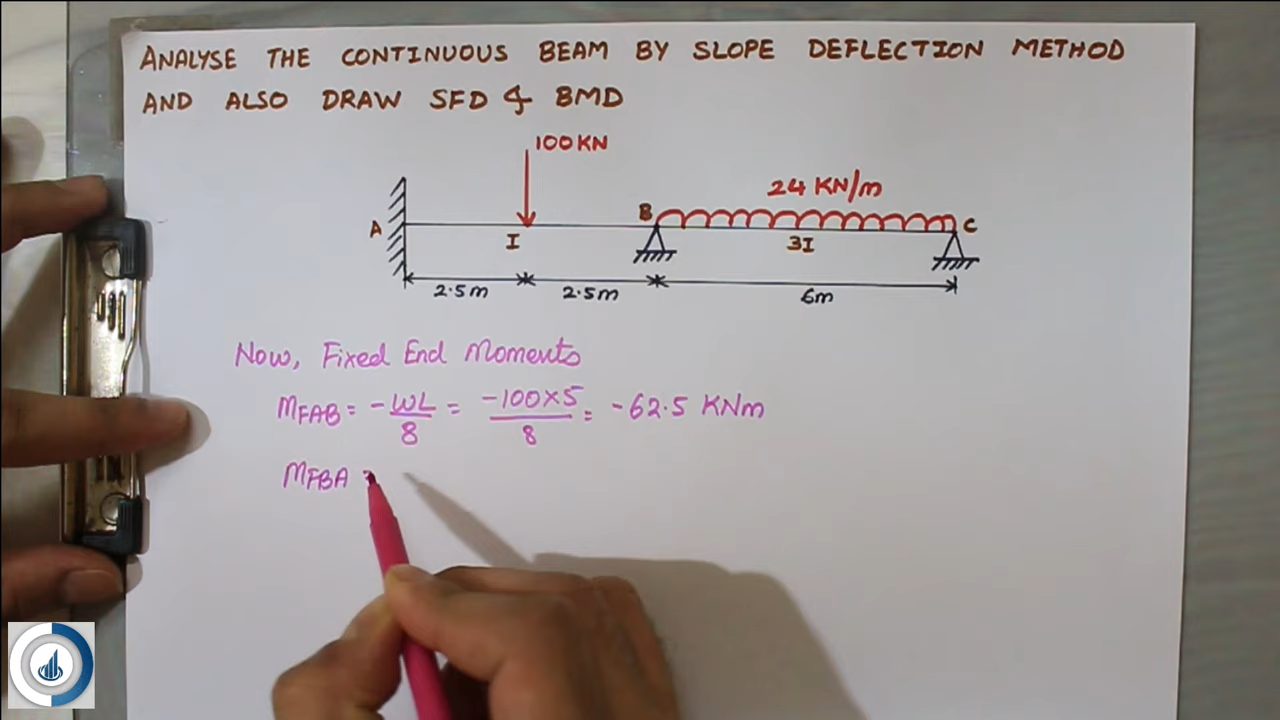 ANALYSE THE CONTINUOUS BEAM BY SLOPE DEFLECTION METHOD
AND ALSO DRAW SFD & BMD
100 KN
24 KN/m
B
A
C
I
3I
2.5m
2.5m
6m
Now, Fixed End Moments
MFAB = -WL/8 = -100×5/8 = -62.5 KNm
MFBA =